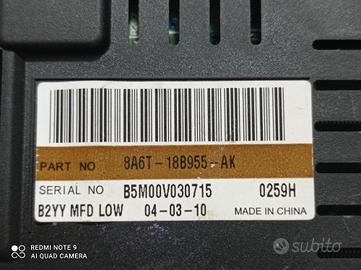 PART NO 8A6T-18B955-AK
SERIAL NO B5M00V030715 0259H
B2YY MFD LOW 04-03-10 MADE IN CHINA
REDMI NOTE 9
AI QUAD CAMERA
subito